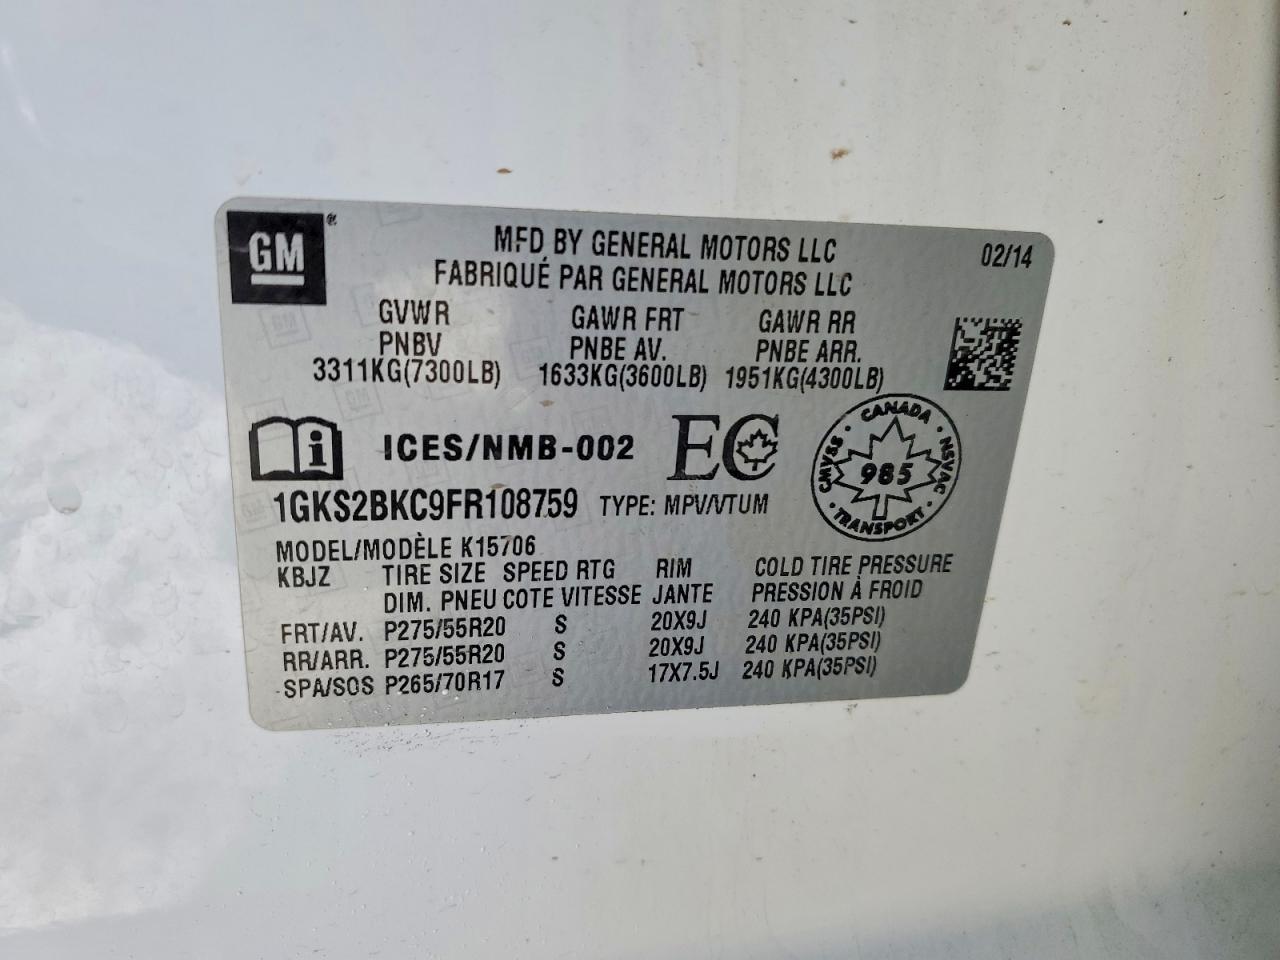 GM ®
MFD BY GENERAL MOTORS LLC 02/14
FABRIQUÉ PAR GENERAL MOTORS LLC
GVWR GAWR FRT GAWR RR
PNBV PNBE AV. PNBE ARR.
3311KG(7300LB) 1633KG(3600LB) 1951KG(4300LB)
i ICES/NMB-002 EC
CANADA
CMVSS 985 NSVAC
TRANSPORT
1GKS2BKC9FR108759 TYPE: MPV/VTUM
MODEL/MODÈLE K15706
KBJZ TIRE SIZE SPEED RTG RIM COLD TIRE PRESSURE
DIM. PNEU COTE VITESSE JANTE PRESSION À FROID
FRT/AV. P275/55R20 S 20X9J 240 KPA(35PSI)
RR/ARR. P275/55R20 S 20X9J 240 KPA(35PSI)
SPA/SOS P265/70R17 S 17X7.5J 240 KPA(35PSI)